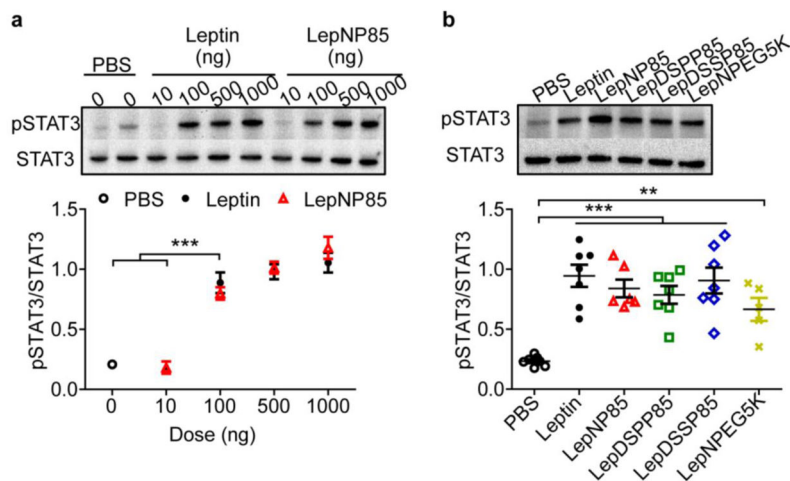 a
PBS
Leptin
(ng)
LepNP85
(ng)
0 0 10 100 500 1000 10 100 500 1000
pSTAT3
STAT3
PBS Leptin LepNP85
***
pSTAT3/STAT3
1.5
1.0
0.5
0.0
0 10 100 500 1000
Dose (ng)
b
PBS Leptin LepNP85 LepDSPP85 LepDSSP85 LepNPEG5K
pSTAT3
STAT3
**
***
pSTAT3/STAT3
1.5
1.0
0.5
0.0
PBS Leptin LepNP85 LepDSPP85 LepDSSP85 LepNPEG5K